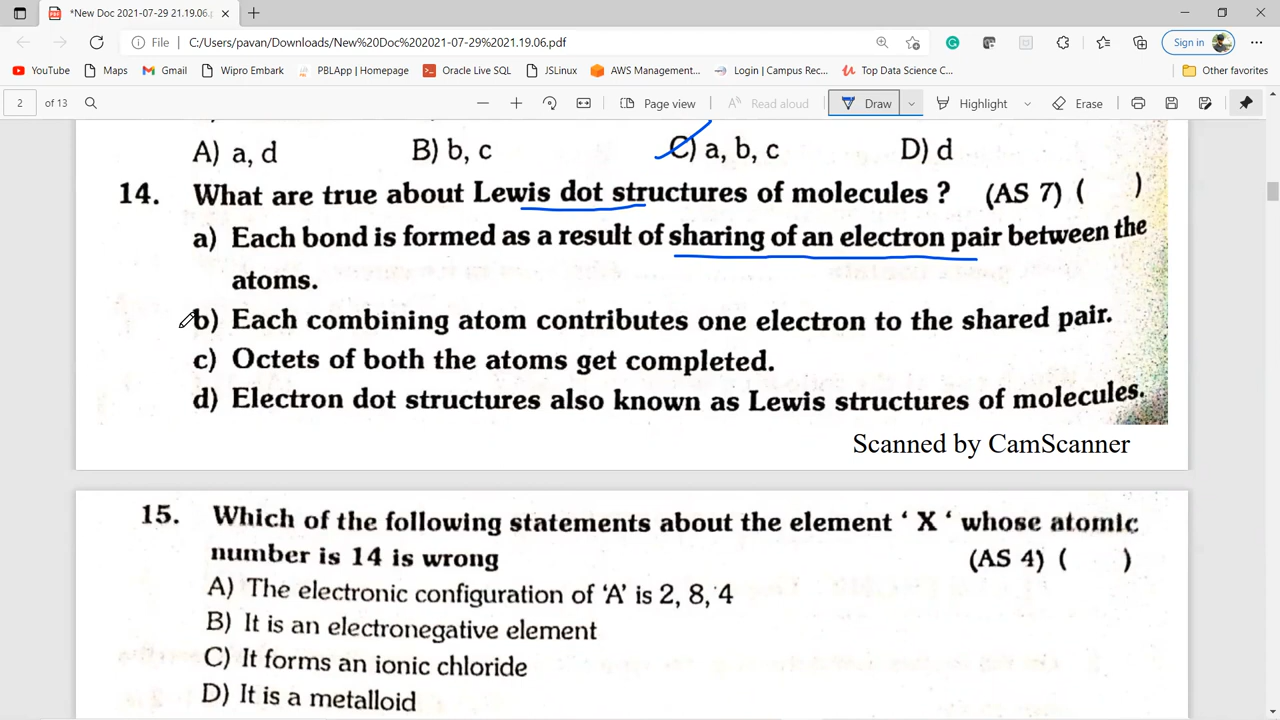 *New Doc 2021-07-29 21.19.06.p
File C:/Users/pavan/Downloads/New%20Doc%202021-07-29%2021.19.06.pdf Sign in
YouTube Maps Gmail Wipro Embark PBLApp | Homepage Oracle Live SQL JSLinux AWS Management... Login | Campus Rec... Top Data Science C... Other favorites
2 of 13 Page view Read aloud Draw Highlight Erase
A) a, d B) b, c C) a, b, c D) d
14. What are true about Lewis dot structures of molecules ? (AS 7) ( )
a) Each bond is formed as a result of sharing of an electron pair between the
atoms.
b) Each combining atom contributes one electron to the shared pair.
c) Octets of both the atoms get completed.
d) Electron dot structures also known as Lewis structures of molecules.
Scanned by CamScanner
15. Which of the following statements about the element ‘ X ‘ whose atomic
number is 14 is wrong (AS 4) ( )
A) The electronic configuration of ‘A’ is 2, 8, 4
B) It is an electronegative element
C) It forms an ionic chloride
D) It is a metalloid